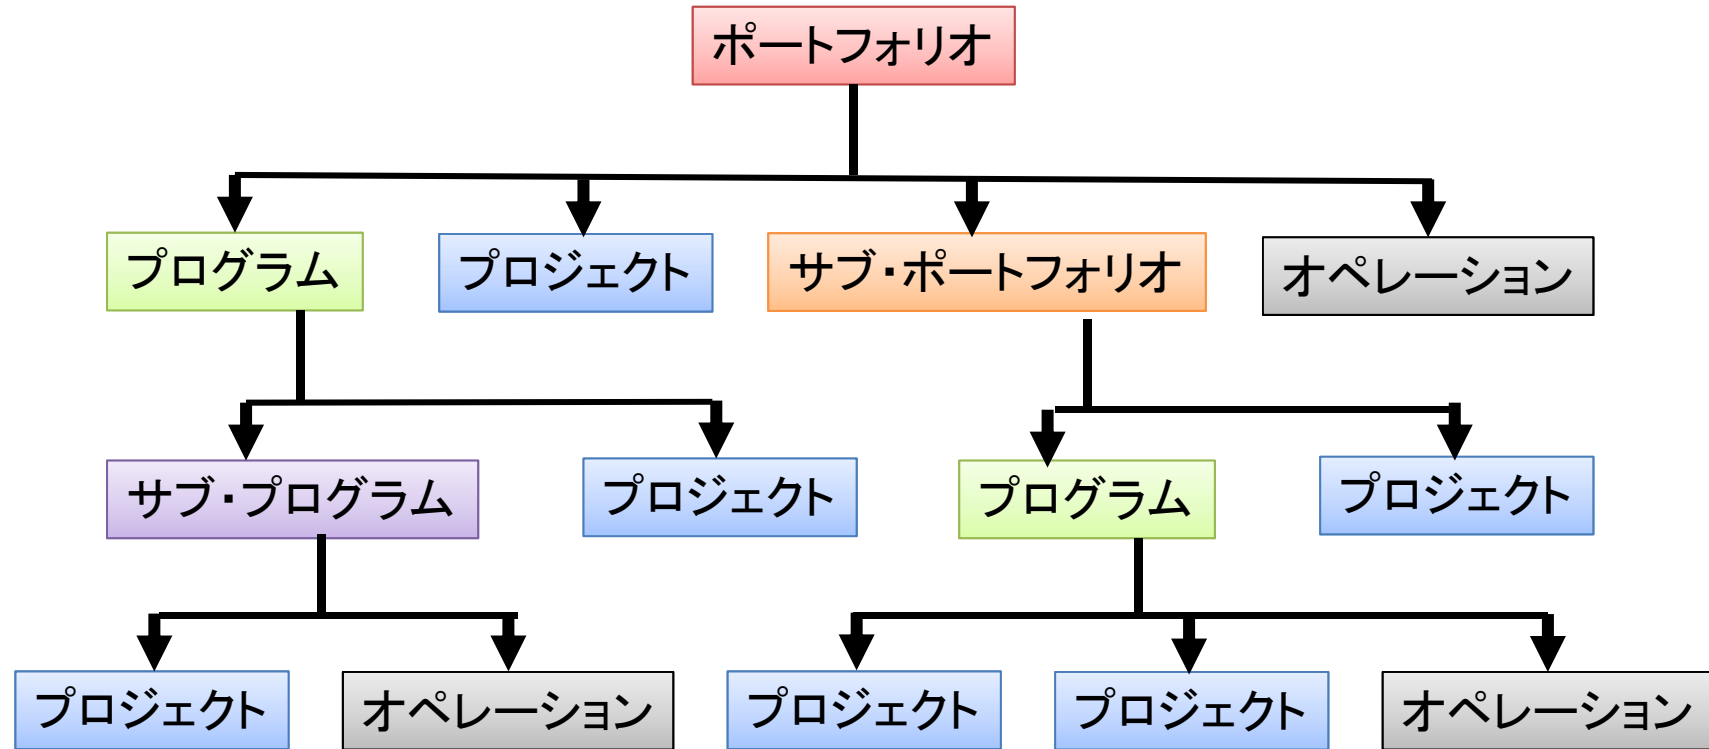 ポートフォリオ
プログラム
プロジェクト
サブ・ポートフォリオ
オペレーション
サブ・プログラム
プロジェクト
プログラム
プロジェクト
プロジェクト
オペレーション
プロジェクト
プロジェクト
オペレーション